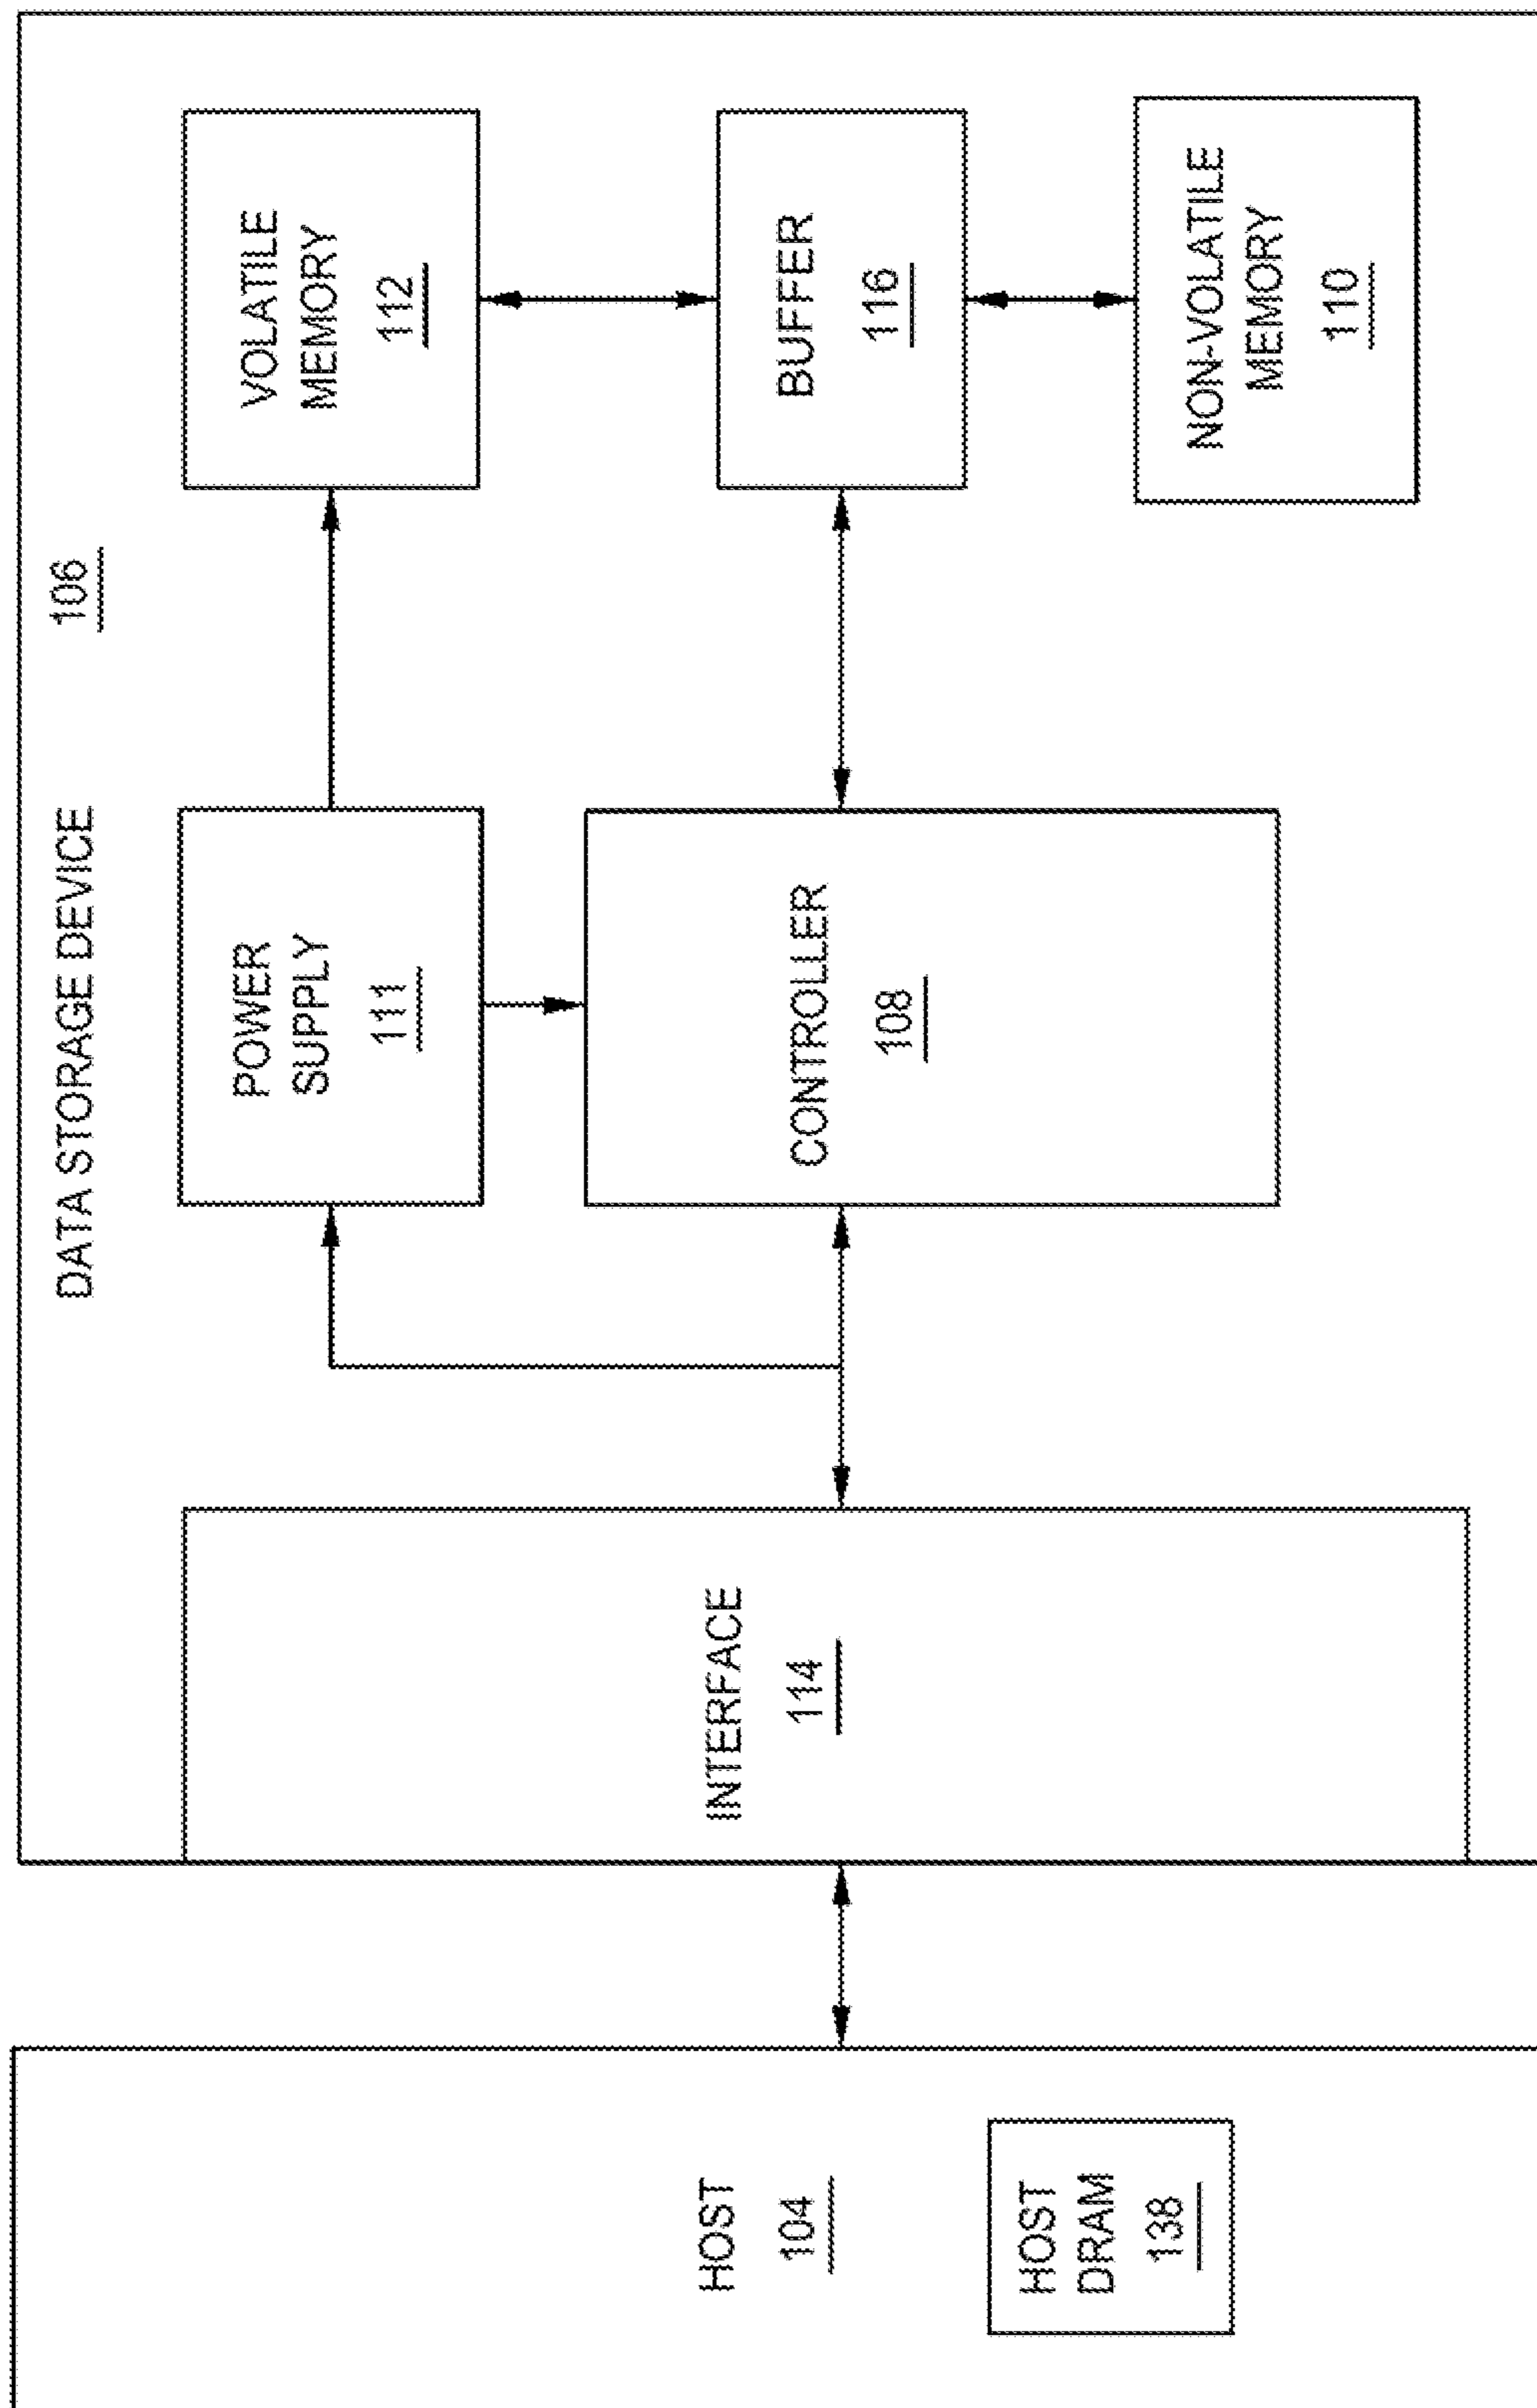 DATA STORAGE DEVICE
106
HOST
104
HOST
DRAM
138
INTERFACE
114
POWER
SUPPLY
111
CONTROLLER
108
VOLATILE
MEMORY
112
BUFFER
116
NON-VOLATILE
MEMORY
110